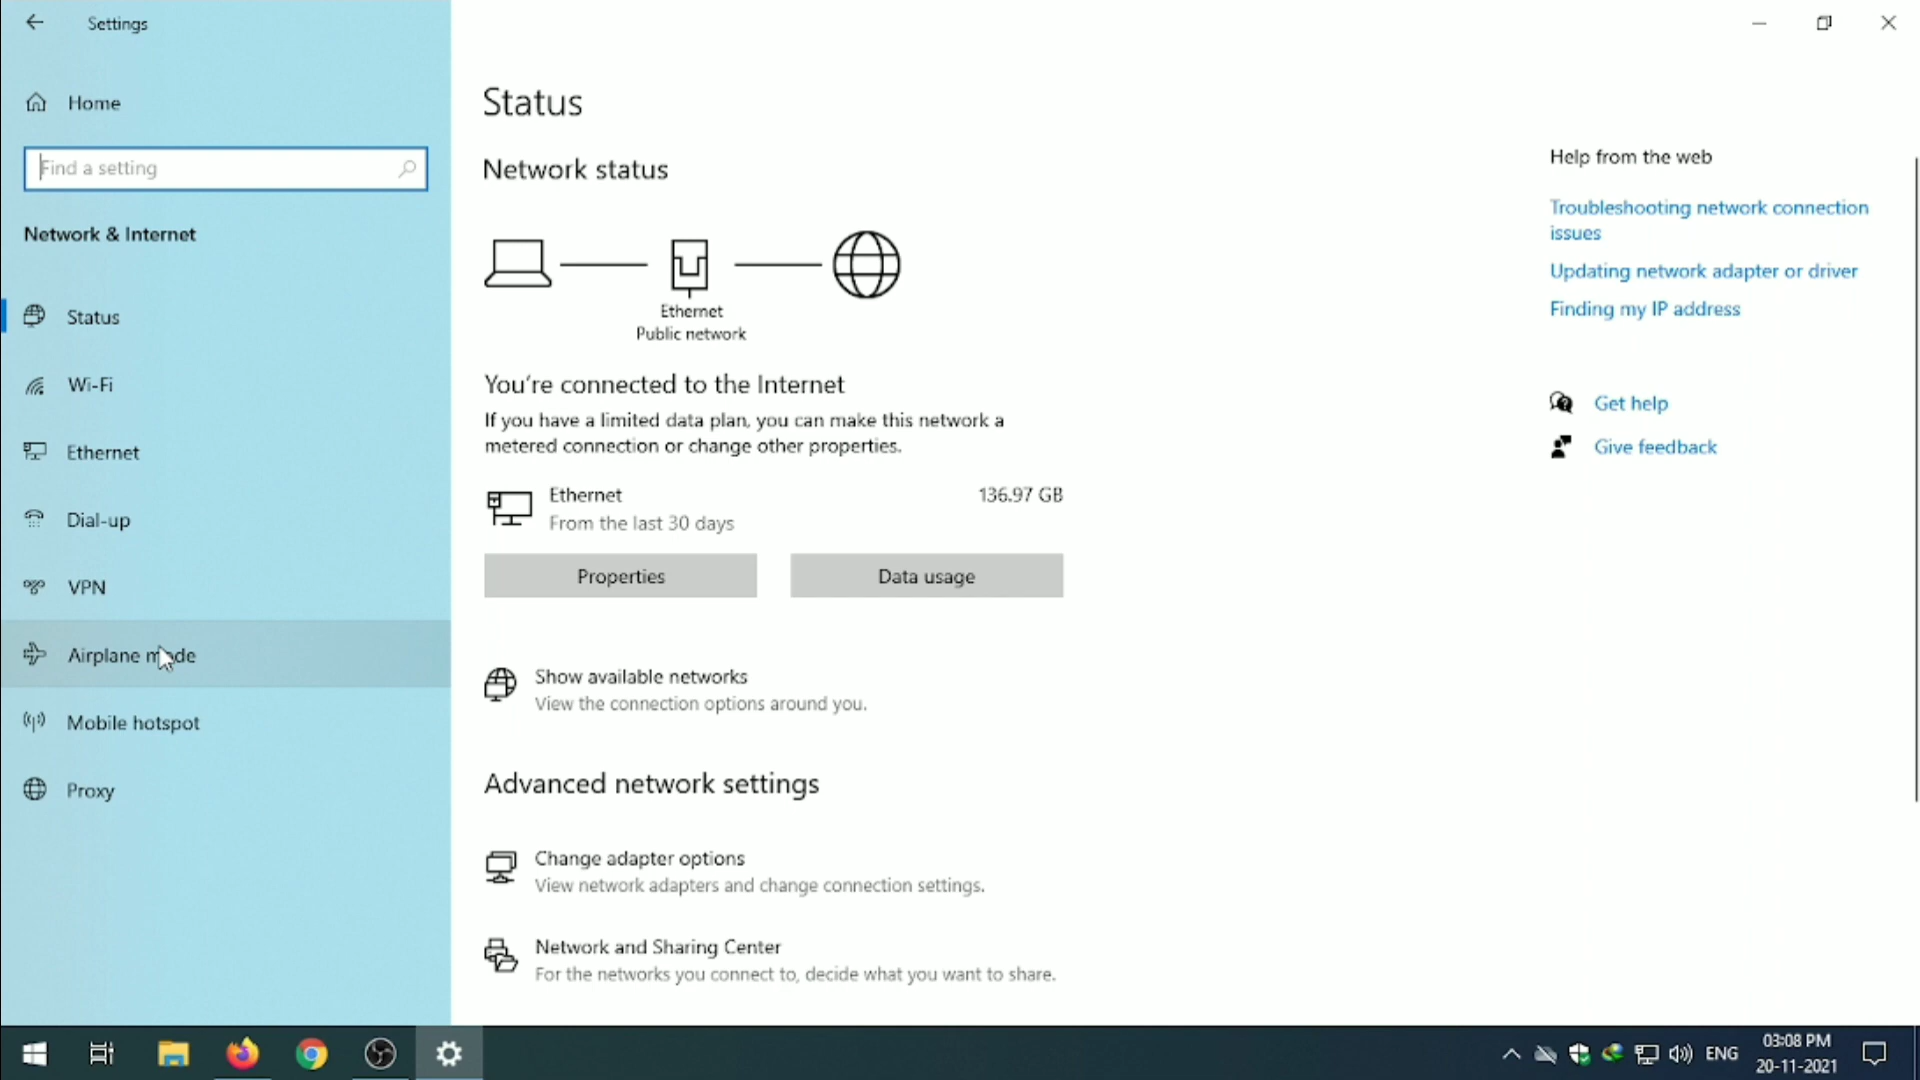 Settings
Home
Find a setting
Network & Internet
Status
Wi-Fi
Ethernet
Dial-up
VPN
Airplane mode
Mobile hotspot
Proxy
Status
Network status
Ethernet
Public network
You're connected to the Internet
If you have a limited data plan, you can make this network a
metered connection or change other properties.
Ethernet 136.97 GB
From the last 30 days
Properties Data usage
Show available networks
View the connection options around you.
Advanced network settings
Change adapter options
View network adapters and change connection settings.
Network and Sharing Center
For the networks you connect to, decide what you want to share.
Help from the web
Troubleshooting network connection
issues
Updating network adapter or driver
Finding my IP address
Get help
Give feedback
ENG
03:08 PM
20-11-2021